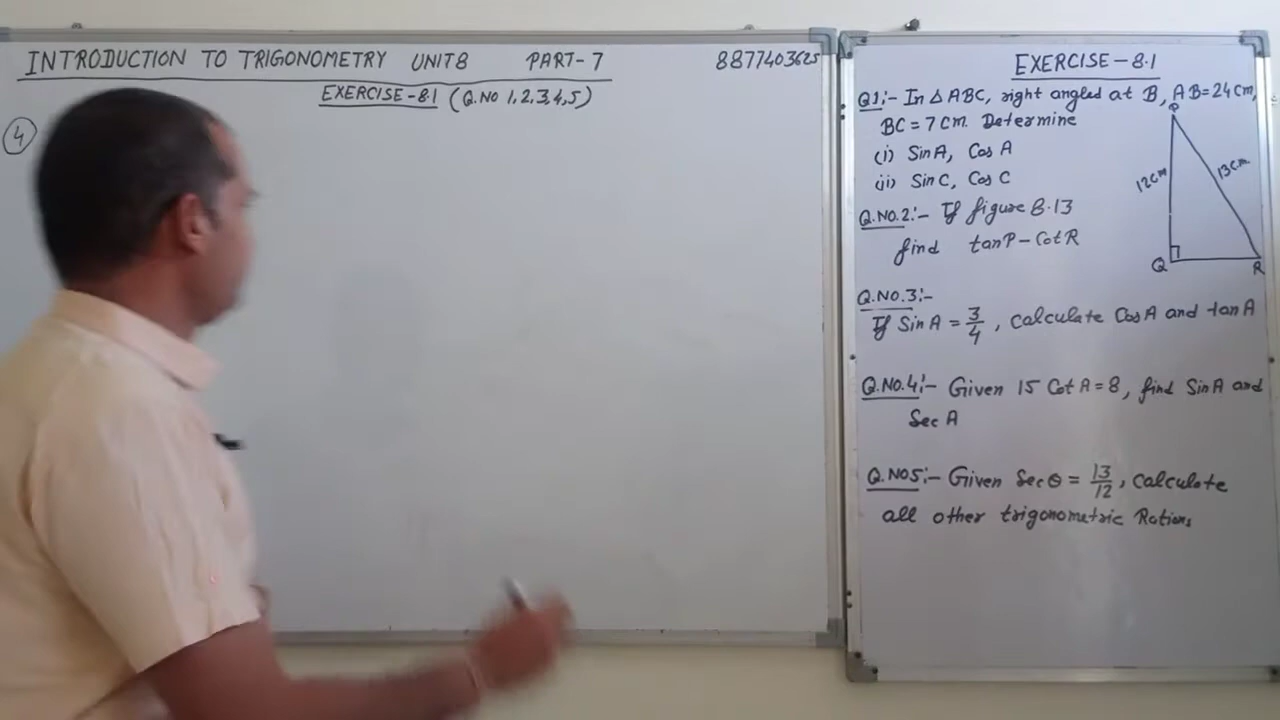 INTRODUCTION TO TRIGONOMETRY UNIT 8 PART-7
8877403625
EXERCISE-8.1 (Q.NO 1,2,3,4,5)
4
EXERCISE-8.1
Q1:- In Δ ABC, right angled at B, AB=24cm,
BC = 7cm. Determine
(i) Sin A, Cos A
(ii) Sin C, Cos C
Q.NO.2:- If figure 8.13
find tanP-CotR
P
12cm
13cm.
Q
R
Q.NO.3:-
If Sin A = 3/4, Calculate Cos A and tan A
Q.NO.4:- Given 15 Cot A = 8, find Sin A and
Sec A
Q.NO5:- Given Sec θ = 13/12, Calculate
all other trigonometric Rations